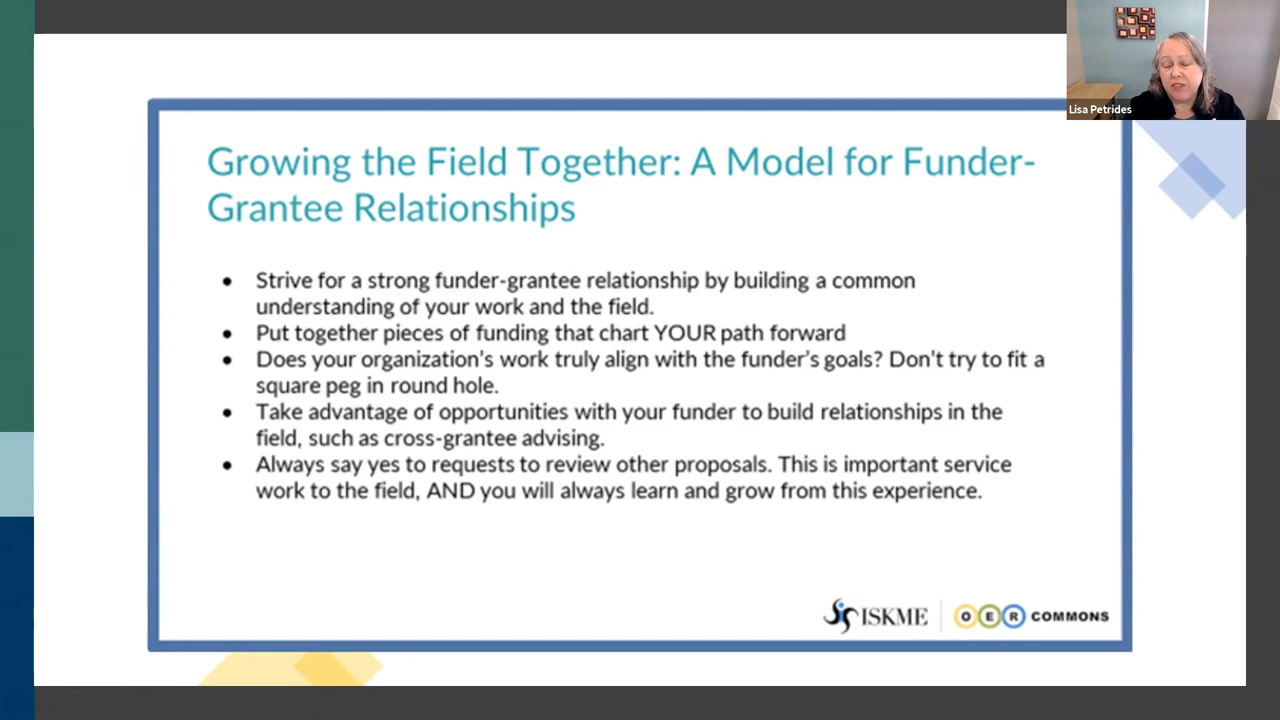 Lisa Petrides
Growing the Field Together: A Model for Funder-
Grantee Relationships
• Strive for a strong funder-grantee relationship by building a common
understanding of your work and the field.
• Put together pieces of funding that chart YOUR path forward
• Does your organization's work truly align with the funder's goals? Don't try to fit a
square peg in round hole.
• Take advantage of opportunities with your funder to build relationships in the
field, such as cross-grantee advising.
• Always say yes to requests to review other proposals. This is important service
work to the field, AND you will always learn and grow from this experience.
ISKME | OER COMMONS